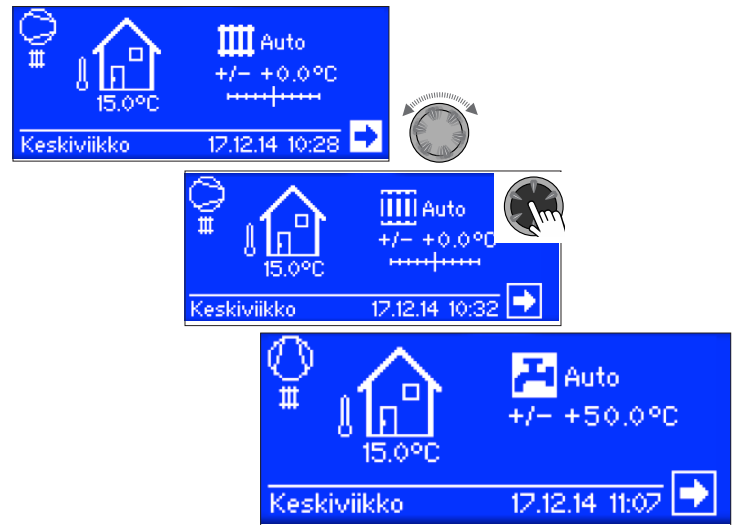 Auto
+/- +0.0°C
15.0°C
Keskiviikko 17.12.14 10:28
Auto
+/- +0.0°C
15.0°C
Keskiviikko 17.12.14 10:32
Auto
+/- +50.0°C
15.0°C
Keskiviikko 17.12.14 11:07